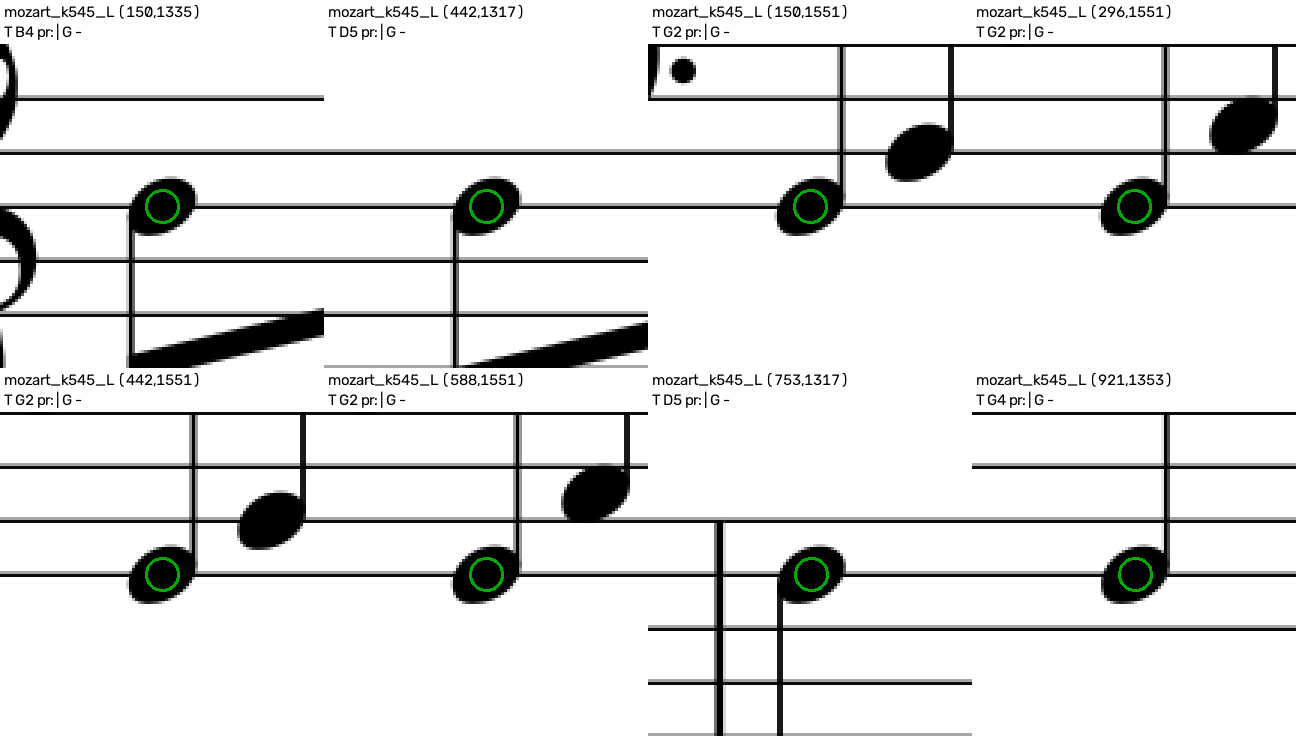 mozart_k545_L (150,1335)
T B4 pr:|G -
mozart_k545_L (442,1317)
T D5 pr:|G -
mozart_k545_L (150,1551)
T G2 pr:|G -
mozart_k545_L (296,1551)
T G2 pr:|G -
mozart_k545_L (442,1551)
T G2 pr:|G -
mozart_k545_L (588,1551)
T G2 pr:|G -
mozart_k545_L (753,1317)
T D5 pr:|G -
mozart_k545_L (921,1353)
T G4 pr:|G -